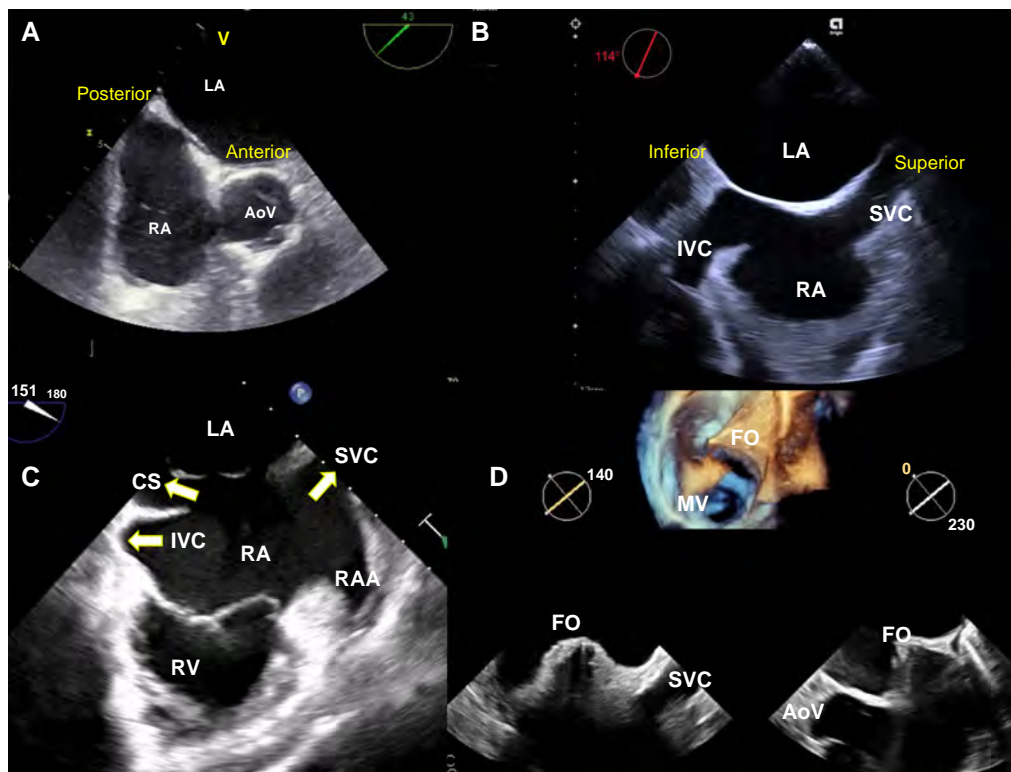 A
V
43
LA
Posterior
5
Anterior
RA
AoV
B
114°
LA
Inferior
Superior
SVC
IVC
RA
151 180
P
LA
C
CS
SVC
IVC
RA
RAA
RV
FO
MV
D
140
0
230
FO
SVC
FO
AoV